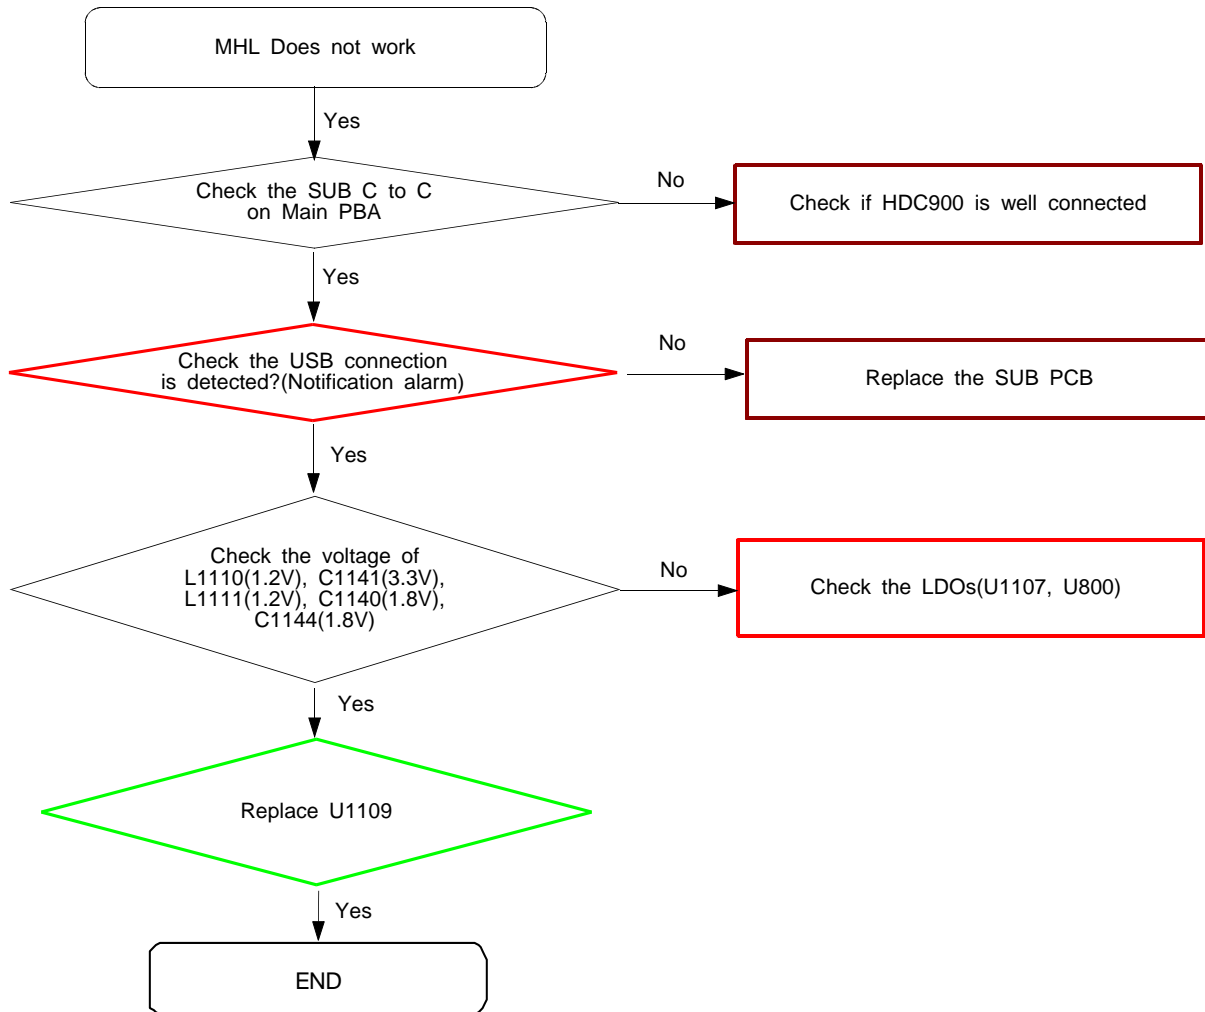 MHL Does not work
Yes
Check the SUB C to C
on Main PBA
No
Check if HDC900 is well connected
Yes
Check the USB connection
is detected?(Notification alarm)
No
Replace the SUB PCB
Yes
Check the voltage of
L1110(1.2V), C1141(3.3V),
L1111(1.2V), C1140(1.8V),
C1144(1.8V)
No
Check the LDOs(U1107, U800)
Yes
Replace U1109
Yes
END